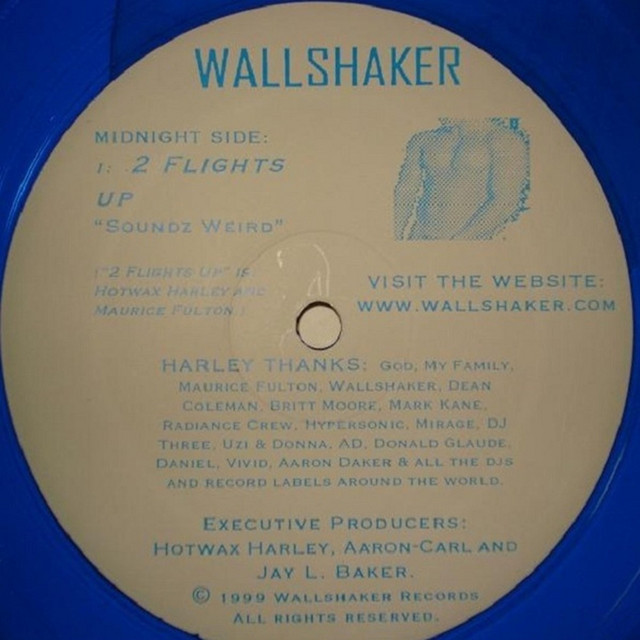 WALLSHAKER
MIDNIGHT SIDE:
1: 2 FLIGHTS
UP
"SOUNDZ WEIRD"
("2 FLIGHTS UP" IS
HOTWAX HARLEY AND
MAURICE FULTON.)
VISIT THE WEBSITE:
WWW.WALLSHAKER.COM
HARLEY THANKS: GOD, MY FAMILY,
MAURICE FULTON, WALLSHAKER, DEAN
COLEMAN, BRITT MOORE, MARK KANE,
RADIANCE CREW, HYPERSONIC, MIRAGE, DJ
THREE, UZI & DONNA, AD, DONALD GLAUDE,
DANIEL, VIVID, AARON DAKER & ALL THE DJS
AND RECORD LABELS AROUND THE WORLD.
EXECUTIVE PRODUCERS:
HOTWAX HARLEY, AARON-CARL AND
JAY L. BAKER.
© 1999 WALLSHAKER RECORDS
ALL RIGHTS RESERVED.